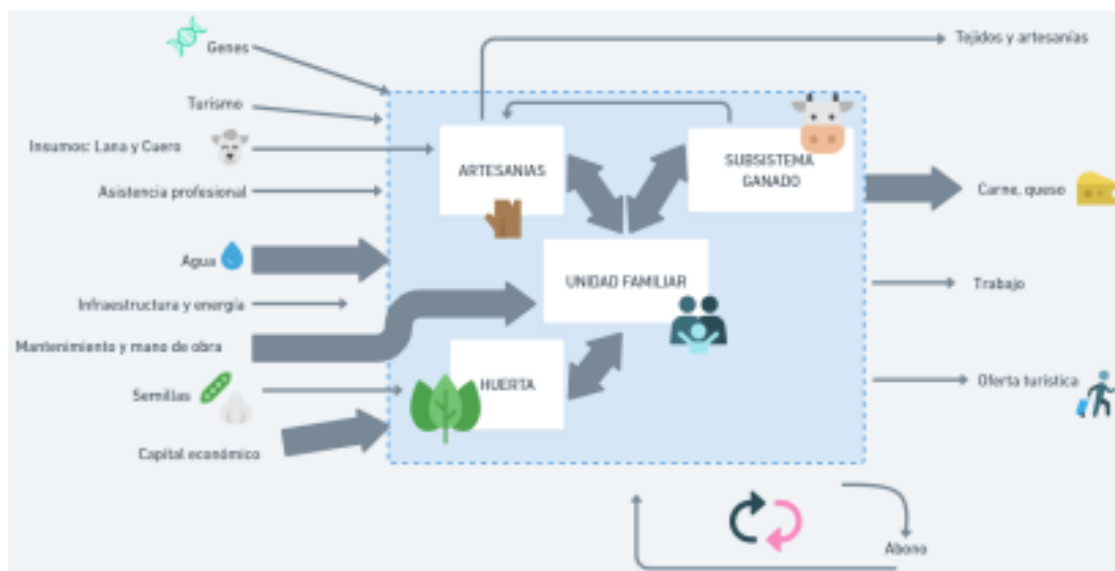 Genes
Tejidos y artesanías
Turismo
Insumos: Lana y Cuero
ARTESANIAS
SUBSISTEMA
GANADO
Asistencia profesional
Carne, queso
Agua
UNIDAD FAMILIAR
Trabajo
Infraestructura y energía
Mantenimiento y mano de obra
HUERTA
Oferta turística
Semillas
Capital económico
Abono